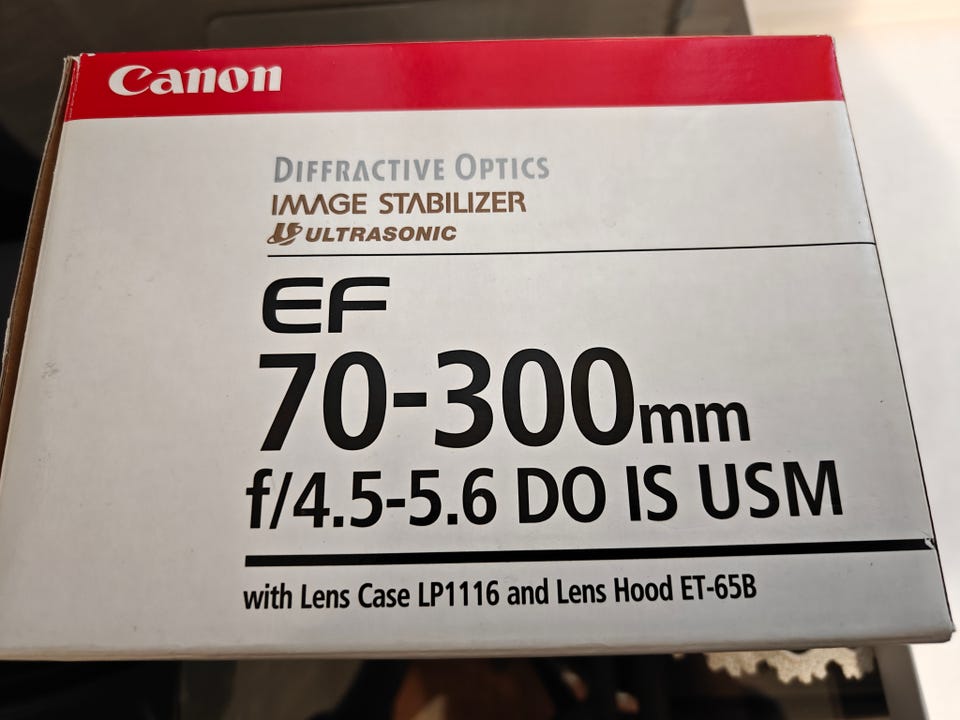 Canon
DIFFRACTIVE OPTICS
IMAGE STABILIZER
ULTRASONIC
EF
70-300mm
f/4.5-5.6 DO IS USM
with Lens Case LP1116 and Lens Hood ET-65B